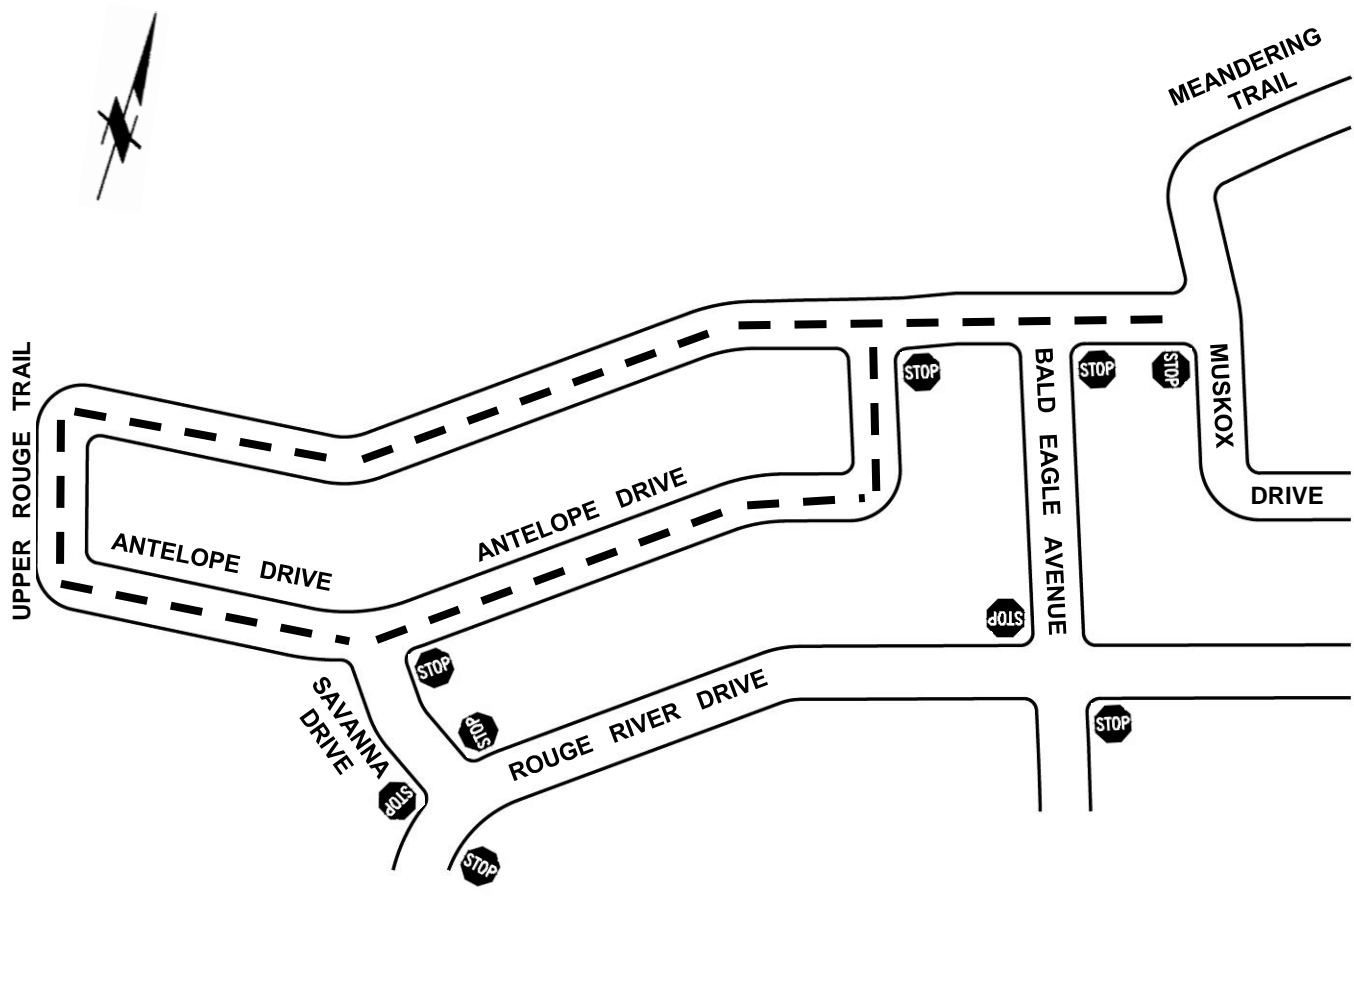 MEANDERING
TRAIL
UPPER ROUGE TRAIL
STOP
BALD EAGLE AVENUE
STOP
STOP
MUSKOX
DRIVE
ANTELOPE DRIVE
ANTELOPE DRIVE
STOP
STOP
SAVANNA
DRIVE
STOP
ROUGE RIVER DRIVE
STOP
STOP
STOP